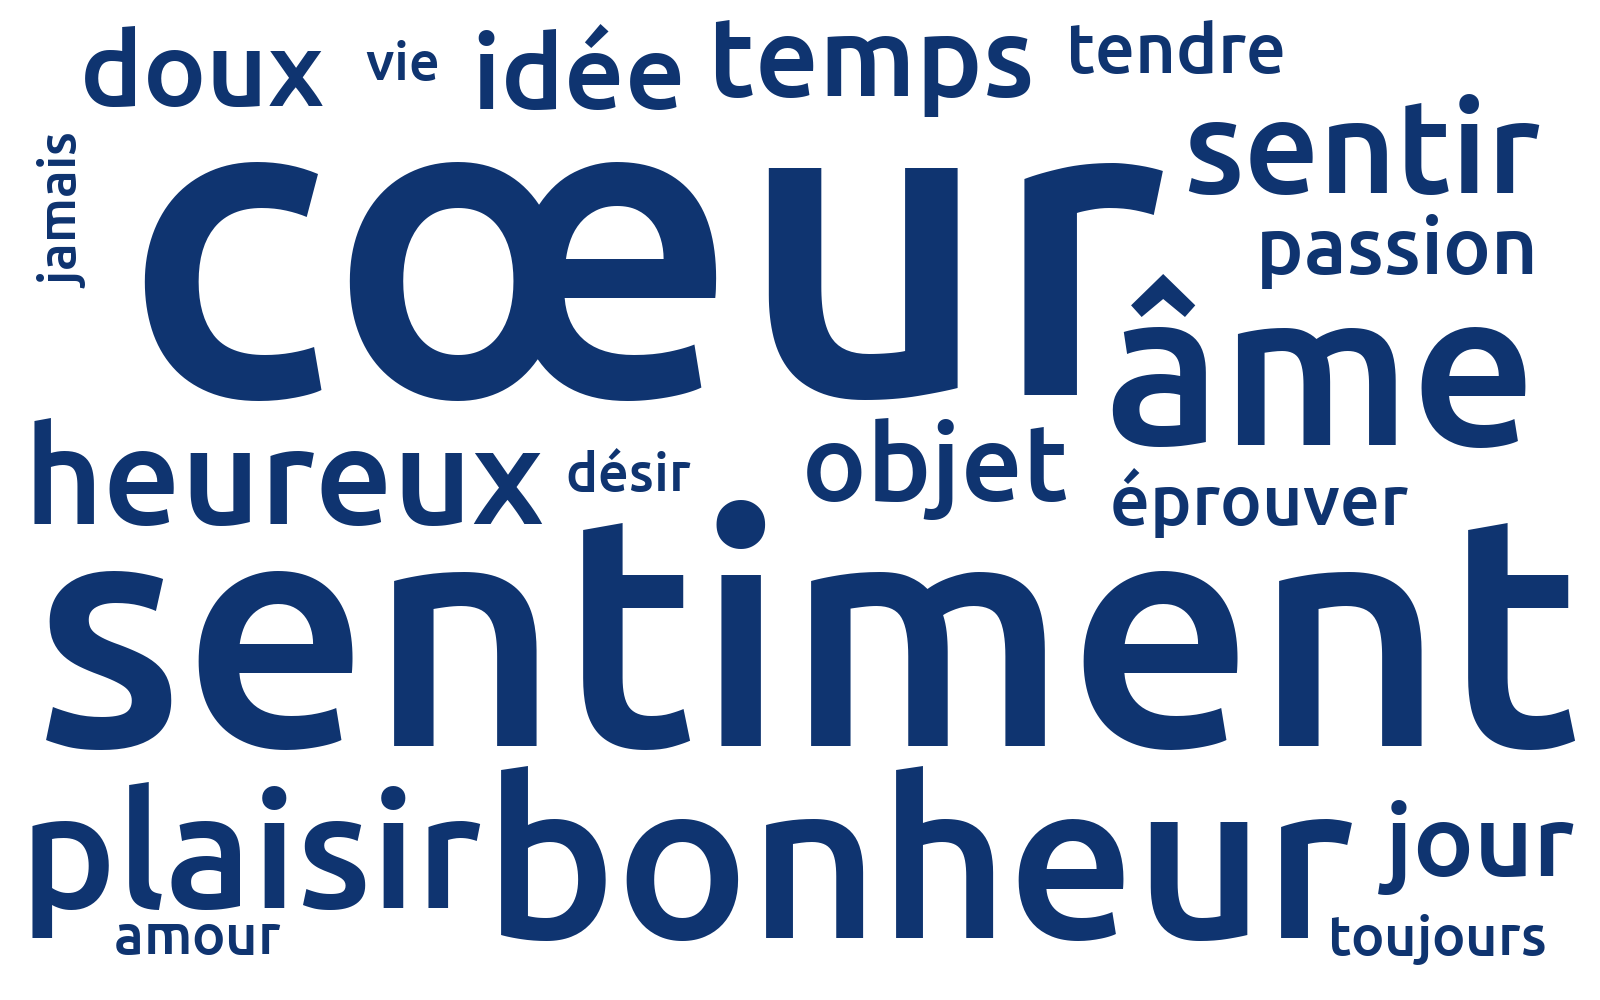 doux vie idée temps tendre
jamais
cœur
sentir
passion
âme
heureux désir objet éprouver
sentiment
plaisir bonheur jour
amour toujours